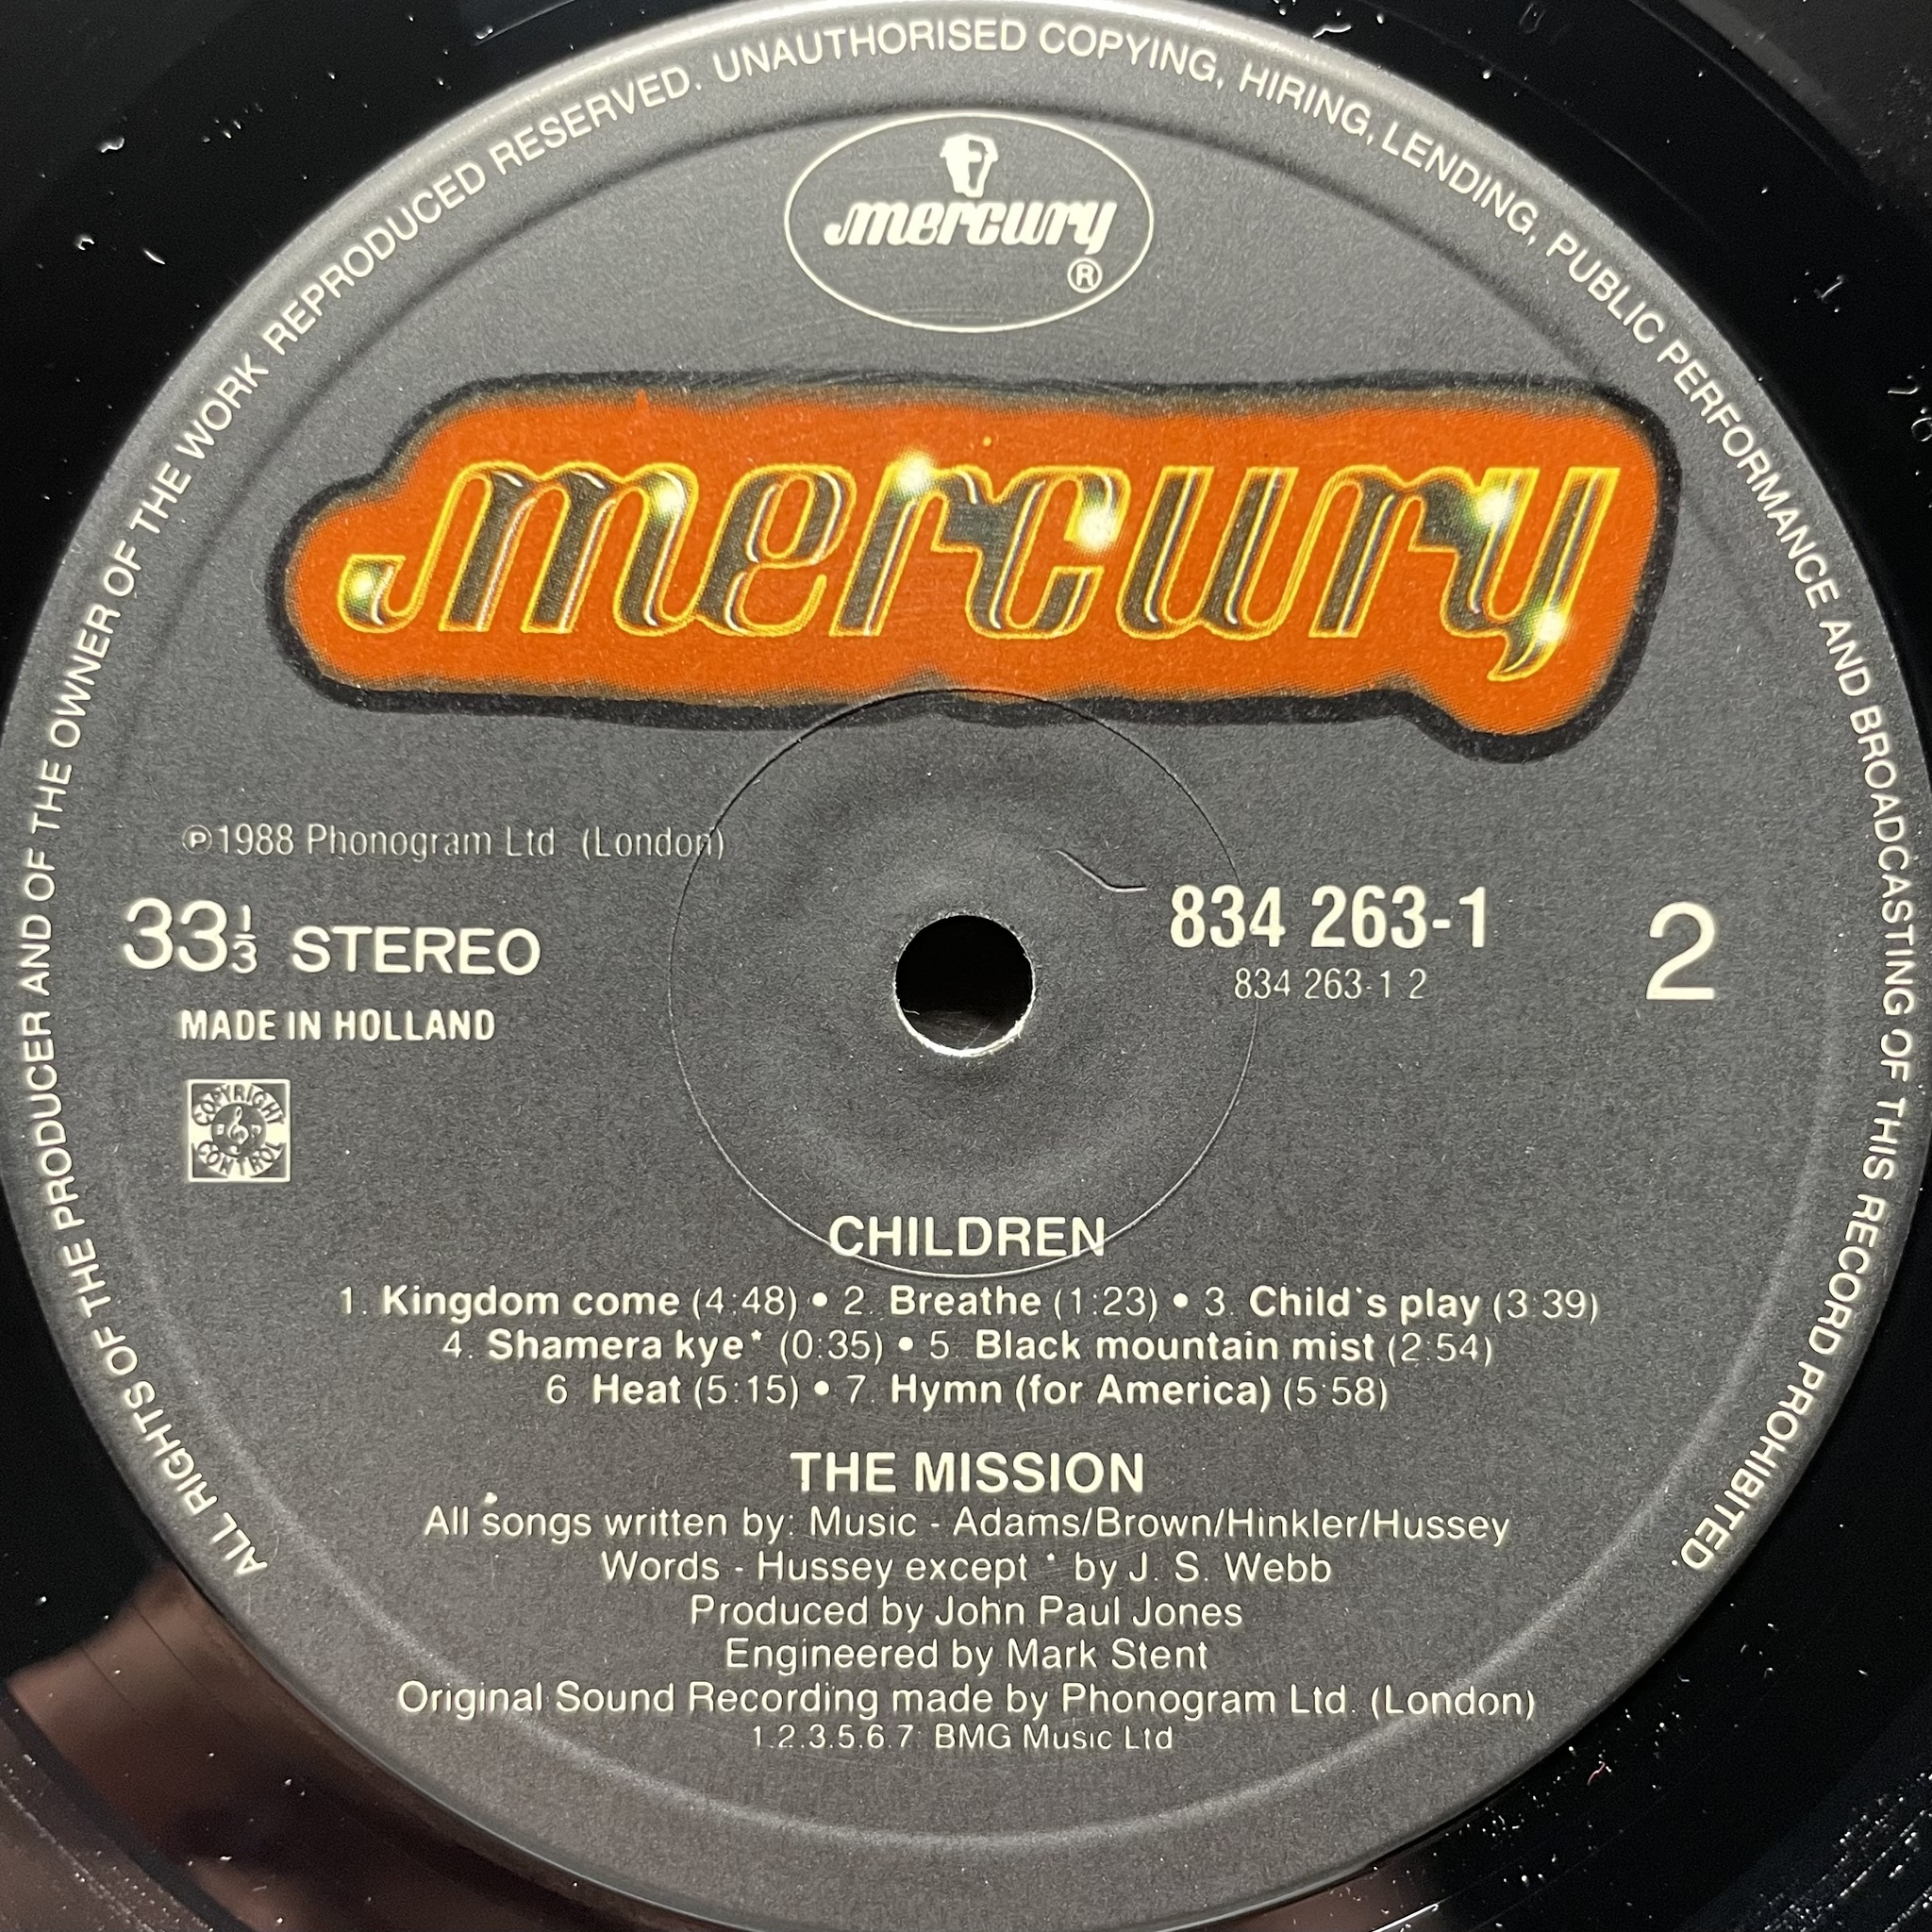 ALL RIGHTS OF THE PRODUCER AND OF THE OWNER OF THE WORK REPRODUCED RESERVED. UNAUTHORISED COPYING, HIRING, LENDING, PUBLIC PERFORMANCE AND BROADCASTING OF THIS RECORD PROHIBITED.
mercury
®
mercury
℗1988 Phonogram Ltd. (London)
33⅓ STEREO
834 263-1
2
834 263-1 2
MADE IN HOLLAND
COPYRIGHT
CONTROL
CHILDREN
1. Kingdom come (4:48) • 2. Breathe (1:23) • 3. Child's play (3:39)
4. Shamera kye* (0:35) • 5. Black mountain mist (2:54)
6. Heat (5:15) • 7. Hymn (for America) (5:58)
THE MISSION
All songs written by: Music - Adams/Brown/Hinkler/Hussey
Words - Hussey except * by J. S. Webb
Produced by John Paul Jones
Engineered by Mark Stent
Original Sound Recording made by Phonogram Ltd. (London)
1.2.3.5.6.7: BMG Music Ltd